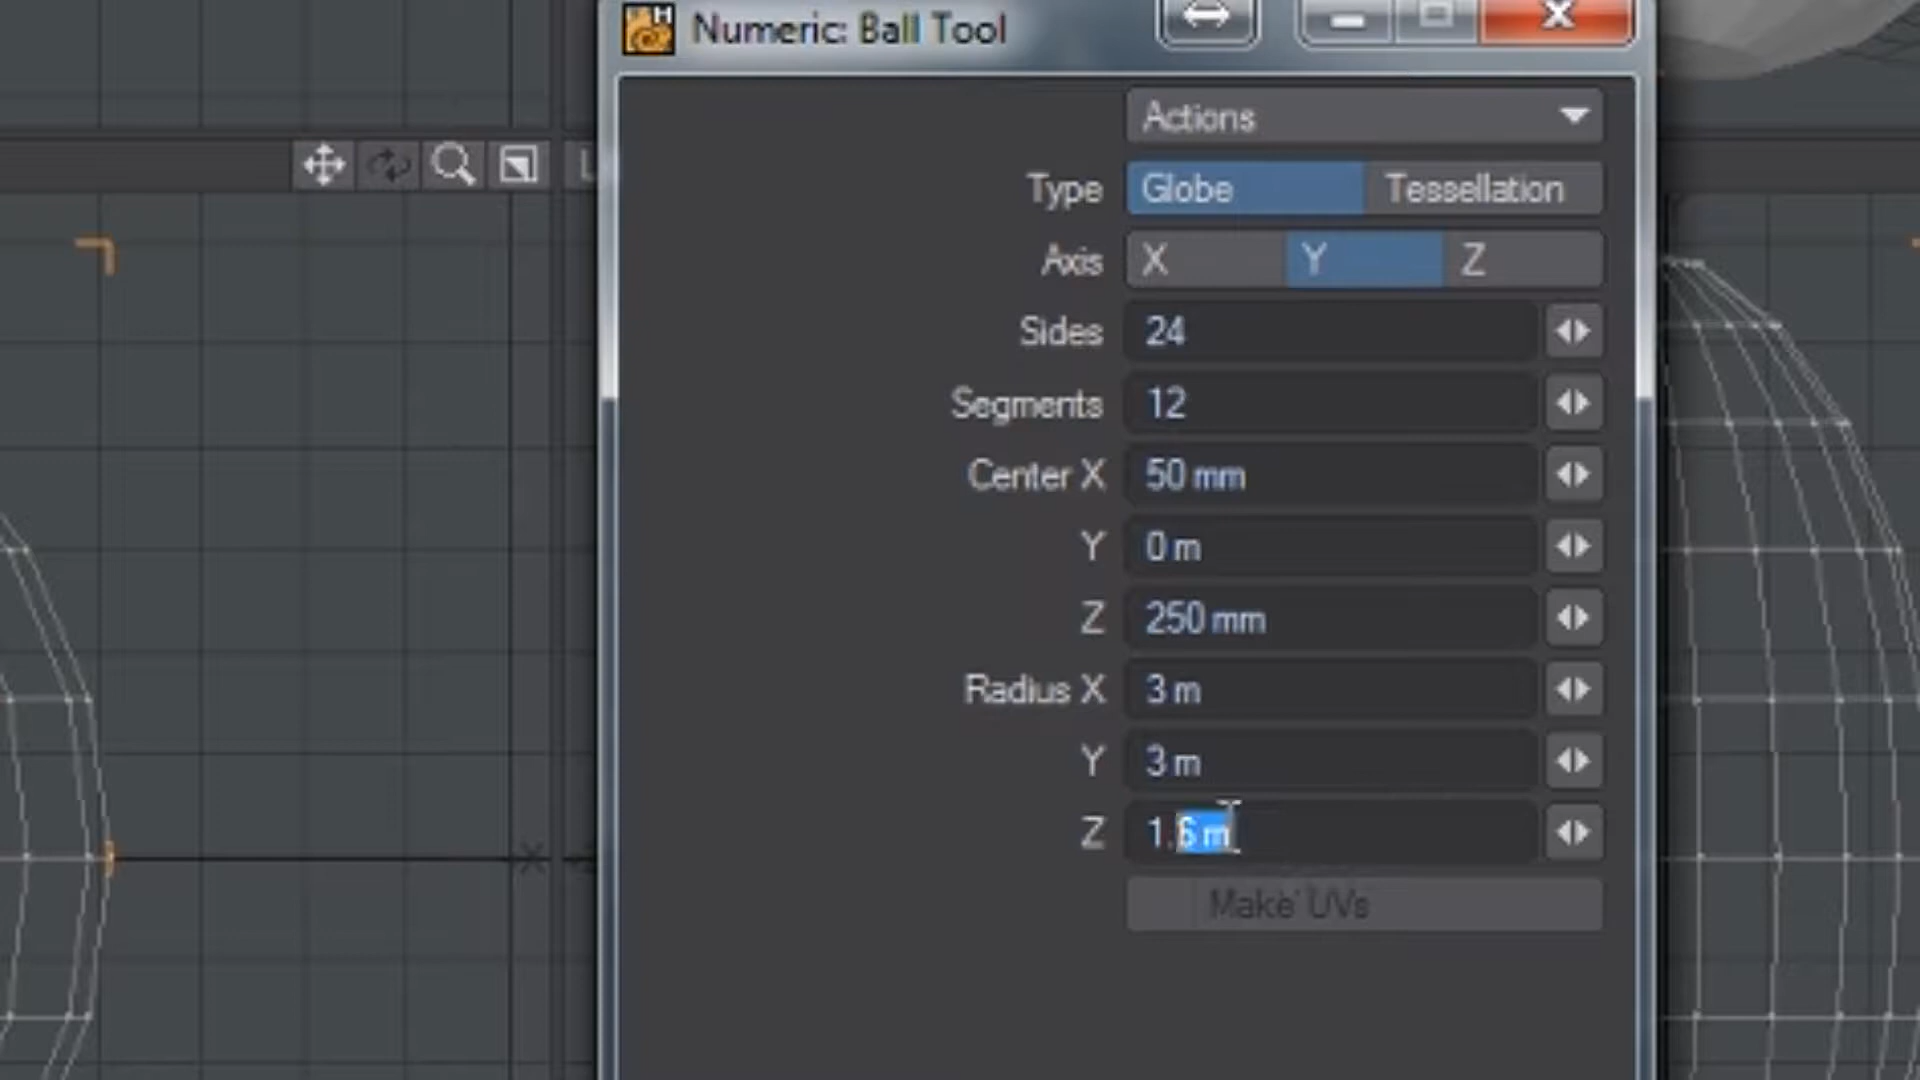 Numeric: Ball Tool
Actions
Type Globe Tessellation
Axis X Y Z
Sides 24
Segments 12
Center X 50 mm
Y 0 m
Z 250 mm
Radius X 3 m
Y 3 m
Z 1.6 m
Make UVs